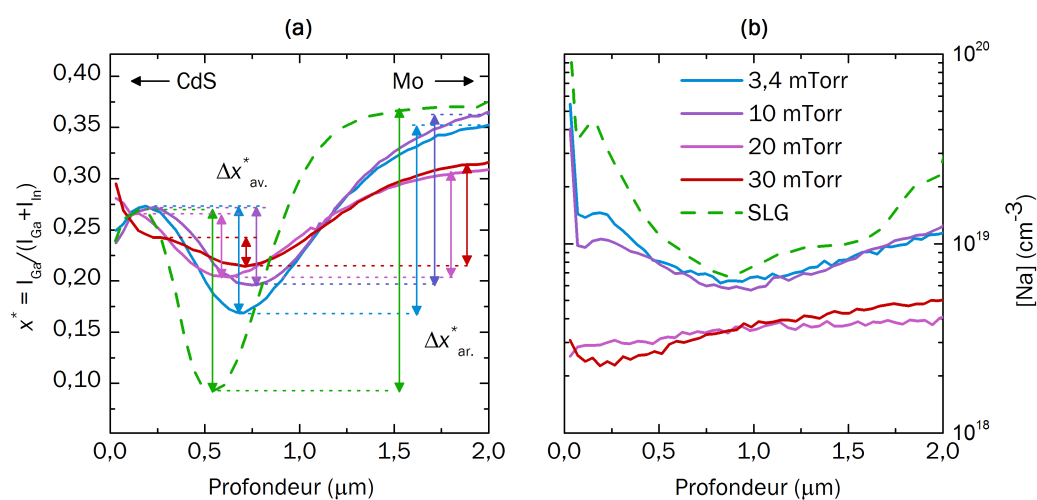 (a)
(b)
0,40
0,35
0,30
0,25
0,20
0,15
0,10
x* = I_Ga/(I_Ga + I_In)
CdS
Mo
Δx*av.
Δx*ar.
0,0 0,5 1,0 1,5 2,0
Profondeur (μm)
3,4 mTorr
10 mTorr
20 mTorr
30 mTorr
SLG
10^20
10^19
10^18
[Na] (cm^-3)
0,0 0,5 1,0 1,5 2,0
Profondeur (μm)